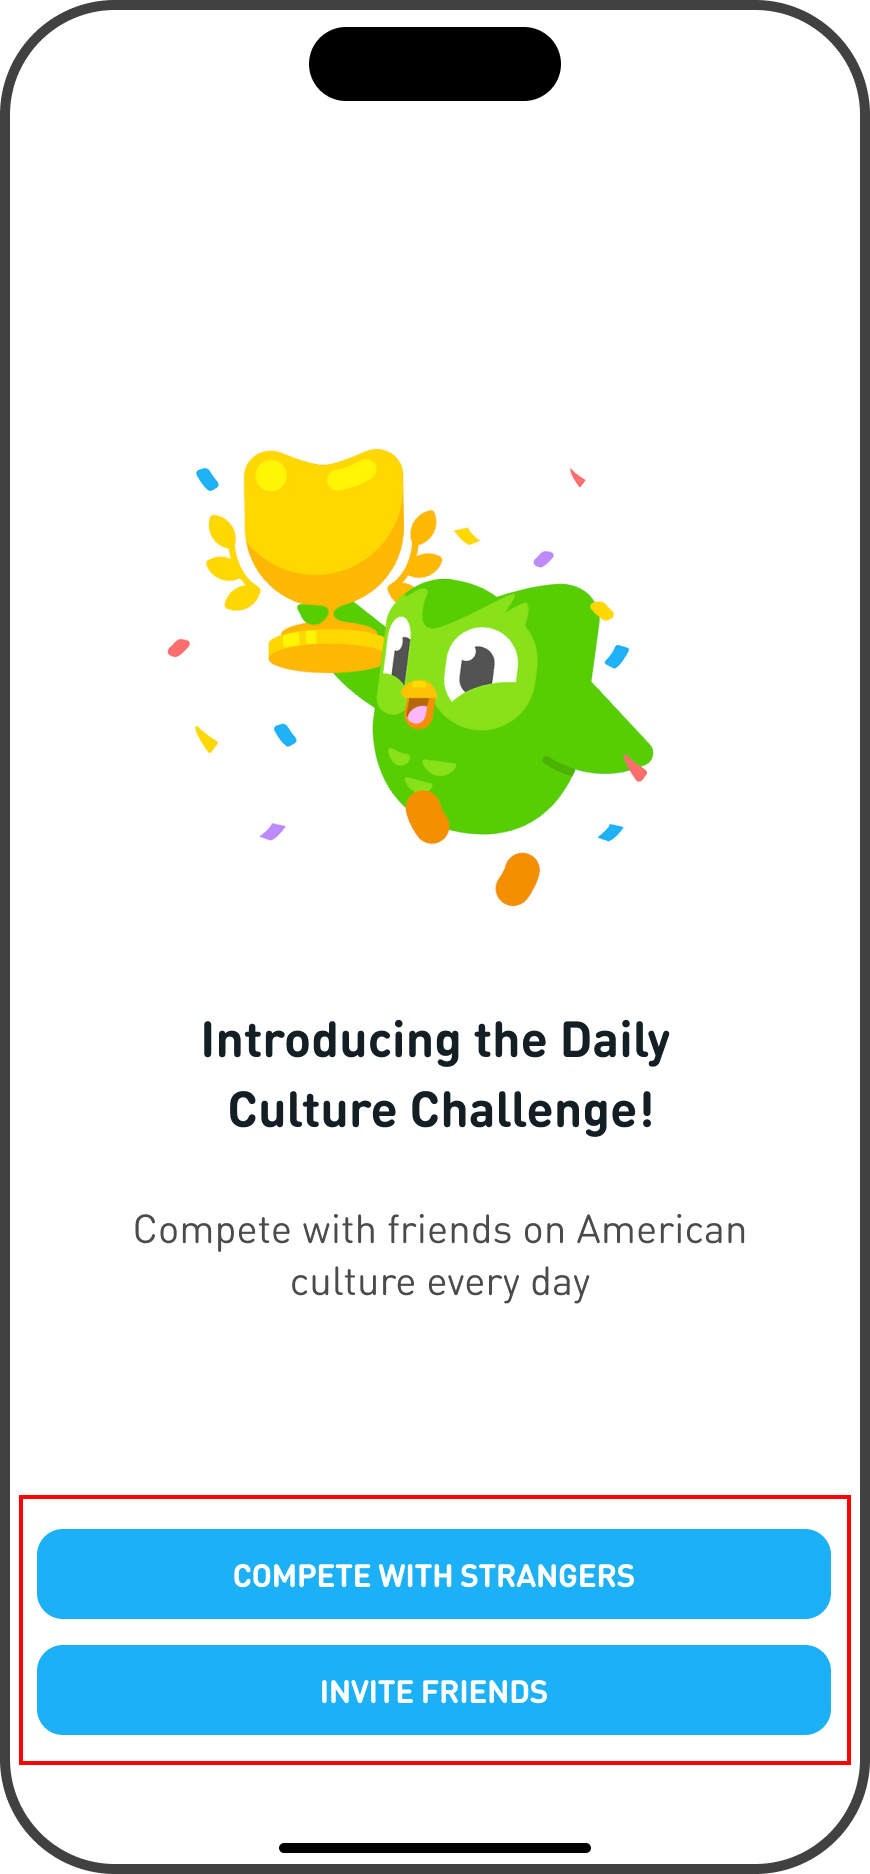 Introducing the Daily
Culture Challenge!
Compete with friends on American
culture every day
COMPETE WITH STRANGERS
INVITE FRIENDS